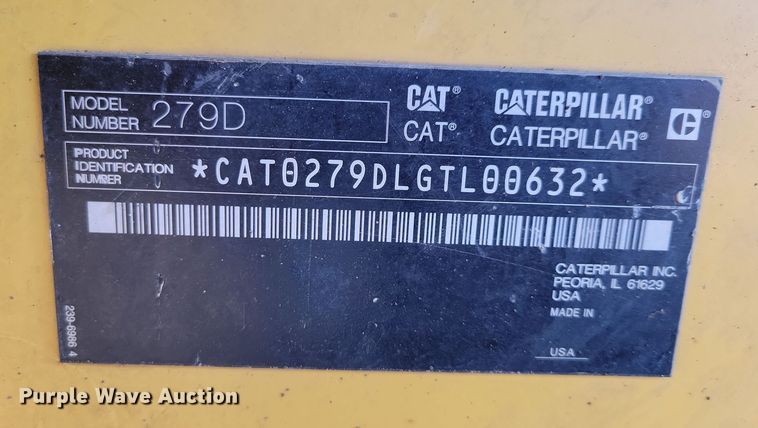 MODEL NUMBER 279D
CAT® CATERPILLAR®
CAT® CATERPILLAR®
PRODUCT IDENTIFICATION NUMBER *CAT0279DLGTL00632*
CATERPILLAR INC.
PEORIA, IL 61629
USA
MADE IN
USA
239-6966 4
Purple Wave Auction